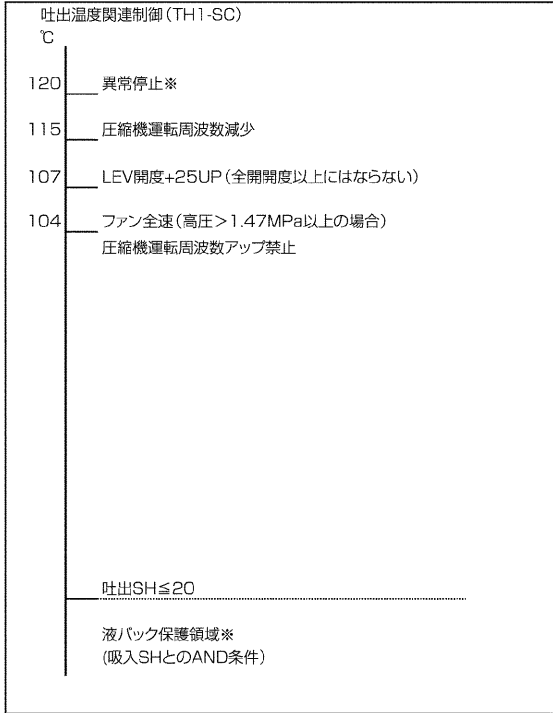 吐出温度関連制御(TH1-SC)
℃
120 異常停止※
115 圧縮機運転周波数減少
107 LEV開度+25UP(全開開度以上にはならない)
104 ファン全速(高圧>1.47MPa以上の場合)
圧縮機運転周波数アップ禁止
吐出SH≦20
液バック保護領域※
(吸入SHとのAND条件)